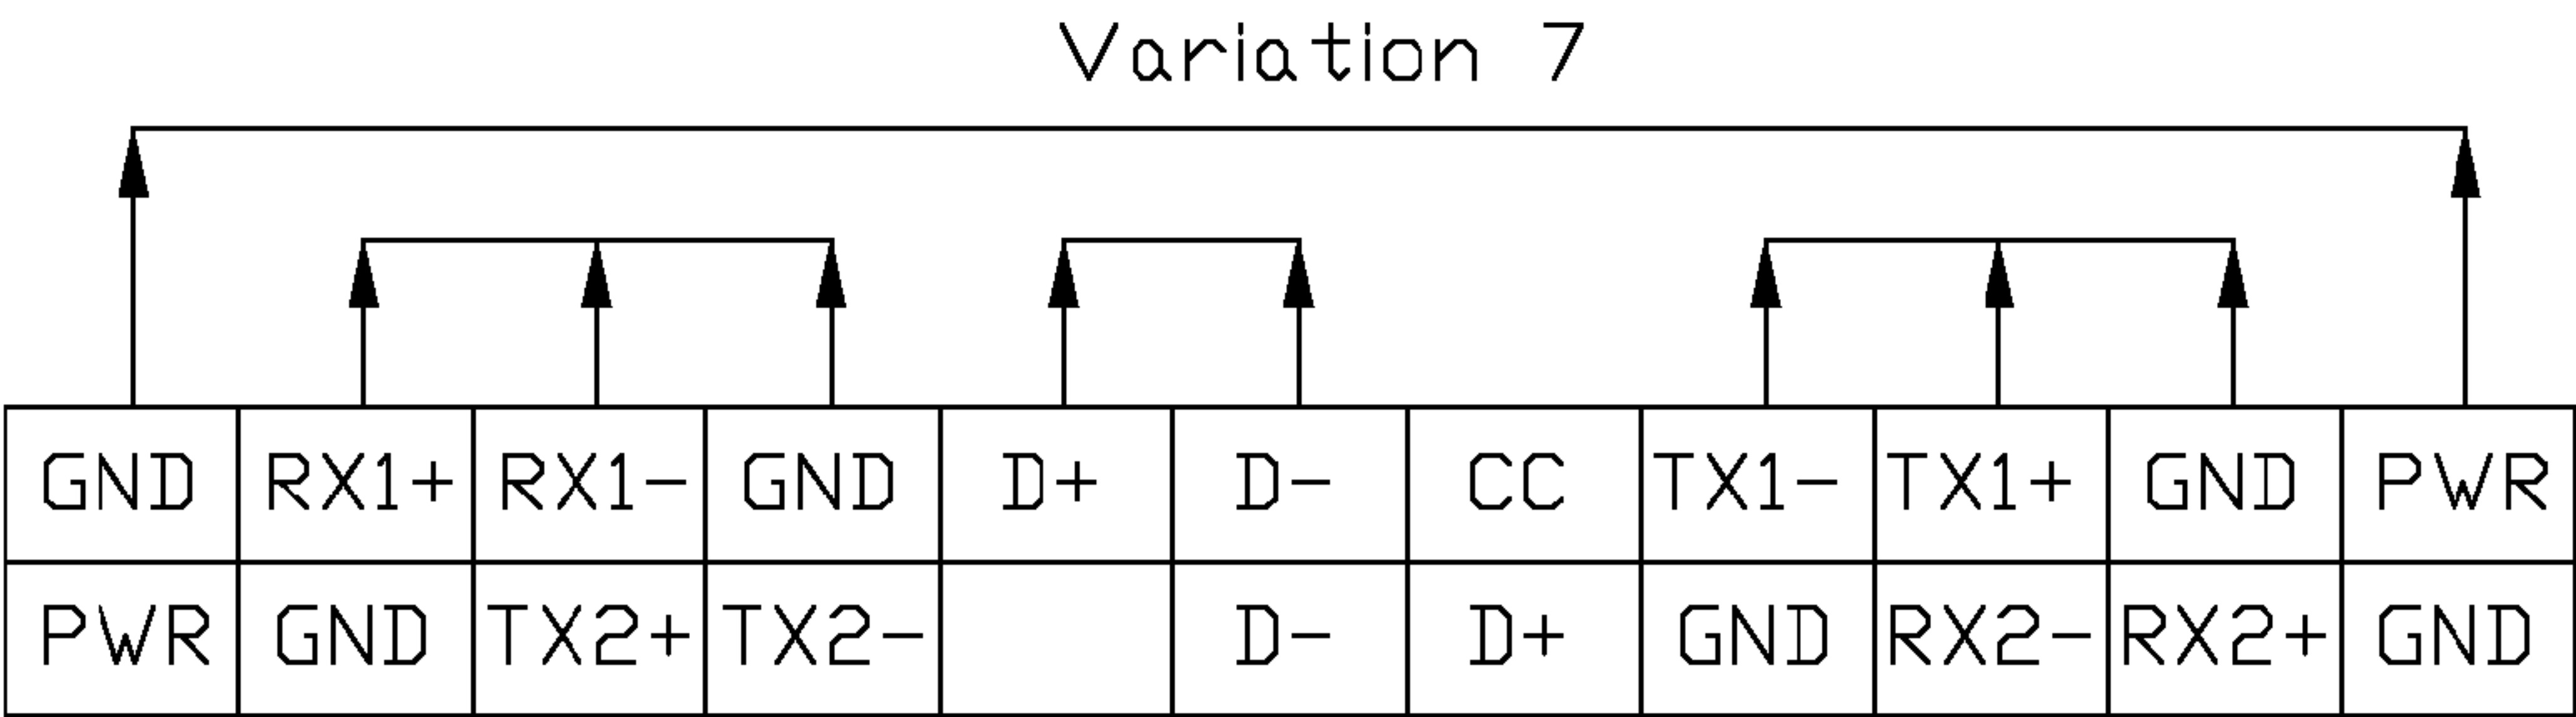 Variation 7
GND RX1+ RX1- GND D+ D- CC TX1- TX1+ GND PWR
PWR GND TX2+ TX2- D- D+ GND RX2- RX2+ GND